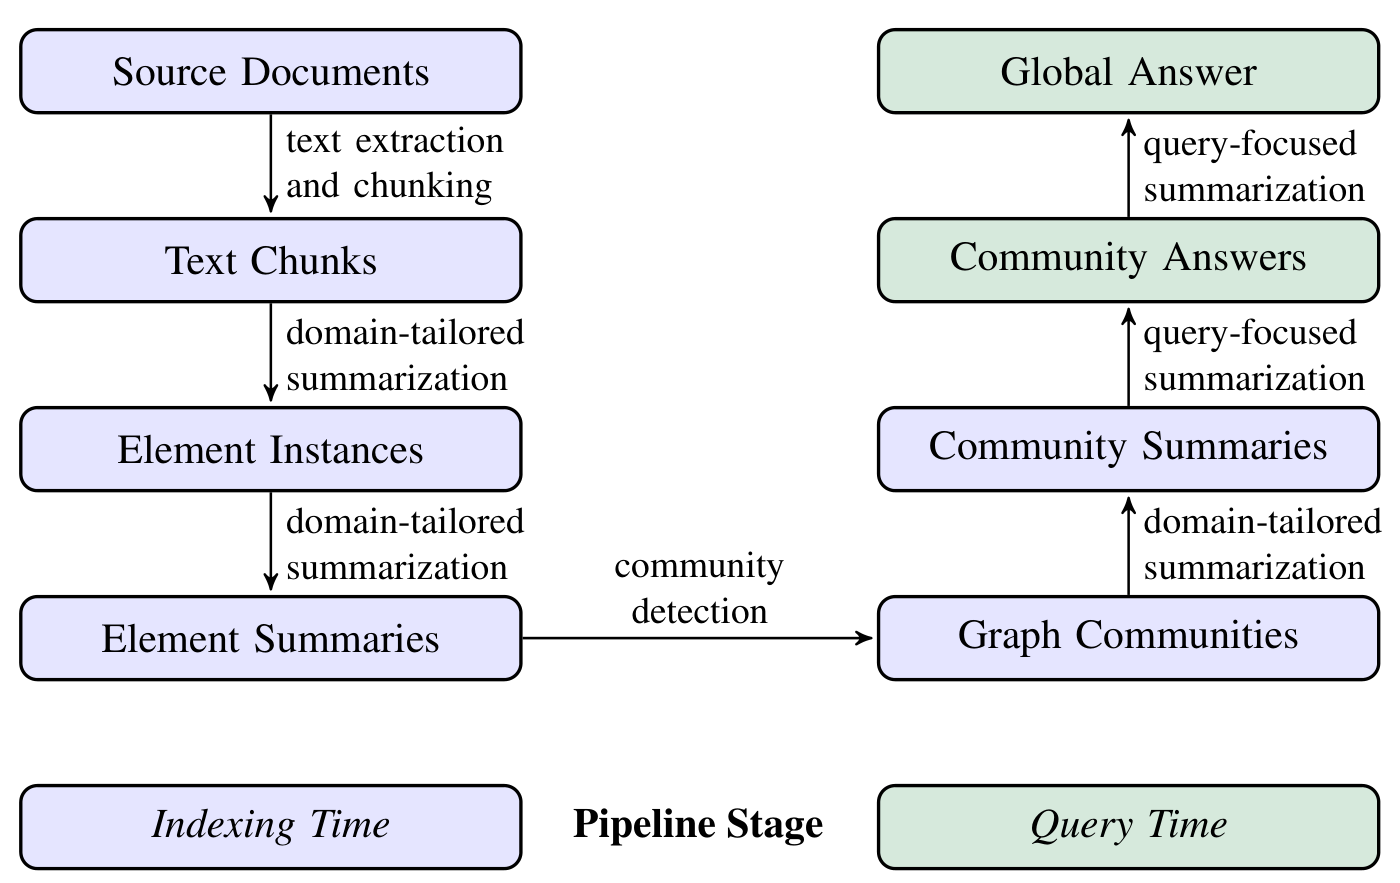 Source Documents
text extraction
and chunking
Text Chunks
domain-tailored
summarization
Element Instances
domain-tailored
summarization
Element Summaries
community
detection
Global Answer
query-focused
summarization
Community Answers
query-focused
summarization
Community Summaries
domain-tailored
summarization
Graph Communities
Indexing Time
Pipeline Stage
Query Time